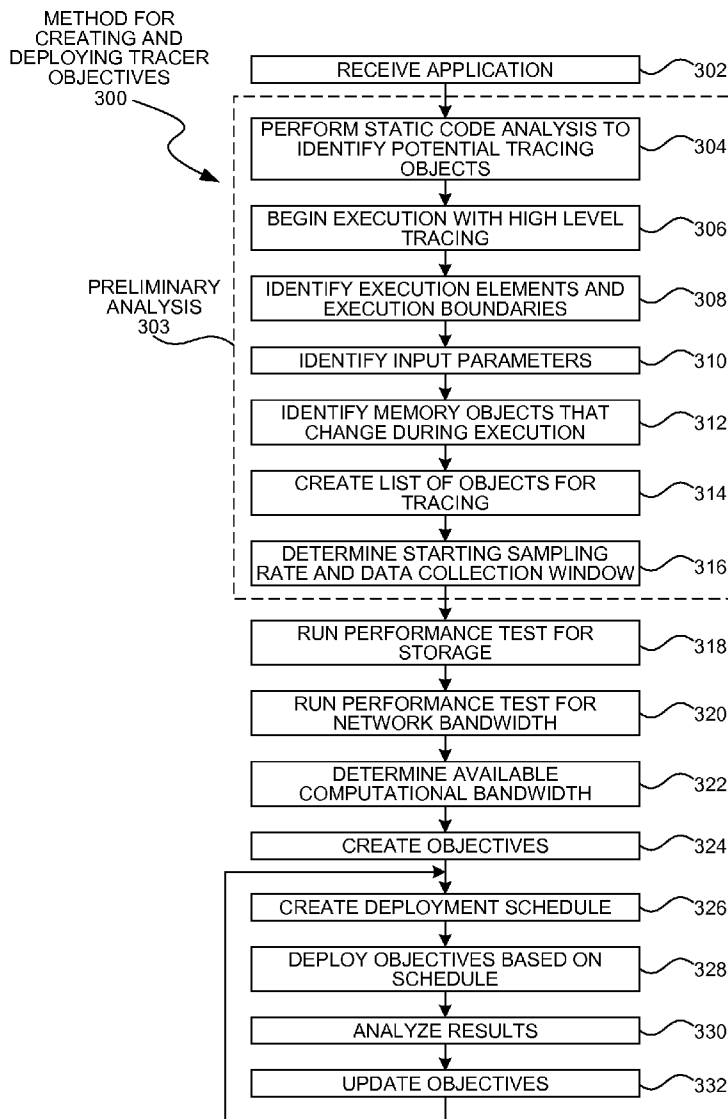 METHOD FOR
CREATING AND
DEPLOYING TRACER
OBJECTIVES
300
RECEIVE APPLICATION
302
PERFORM STATIC CODE ANALYSIS TO
IDENTIFY POTENTIAL TRACING
OBJECTS
304
BEGIN EXECUTION WITH HIGH LEVEL
TRACING
306
PRELIMINARY
ANALYSIS
303
IDENTIFY EXECUTION ELEMENTS AND
EXECUTION BOUNDARIES
308
IDENTIFY INPUT PARAMETERS
310
IDENTIFY MEMORY OBJECTS THAT
CHANGE DURING EXECUTION
312
CREATE LIST OF OBJECTS FOR
TRACING
314
DETERMINE STARTING SAMPLING
RATE AND DATA COLLECTION WINDOW
316
RUN PERFORMANCE TEST FOR
STORAGE
318
RUN PERFORMANCE TEST FOR
NETWORK BANDWIDTH
320
DETERMINE AVAILABLE
COMPUTATIONAL BANDWIDTH
322
CREATE OBJECTIVES
324
CREATE DEPLOYMENT SCHEDULE
326
DEPLOY OBJECTIVES BASED ON
SCHEDULE
328
ANALYZE RESULTS
330
UPDATE OBJECTIVES
332